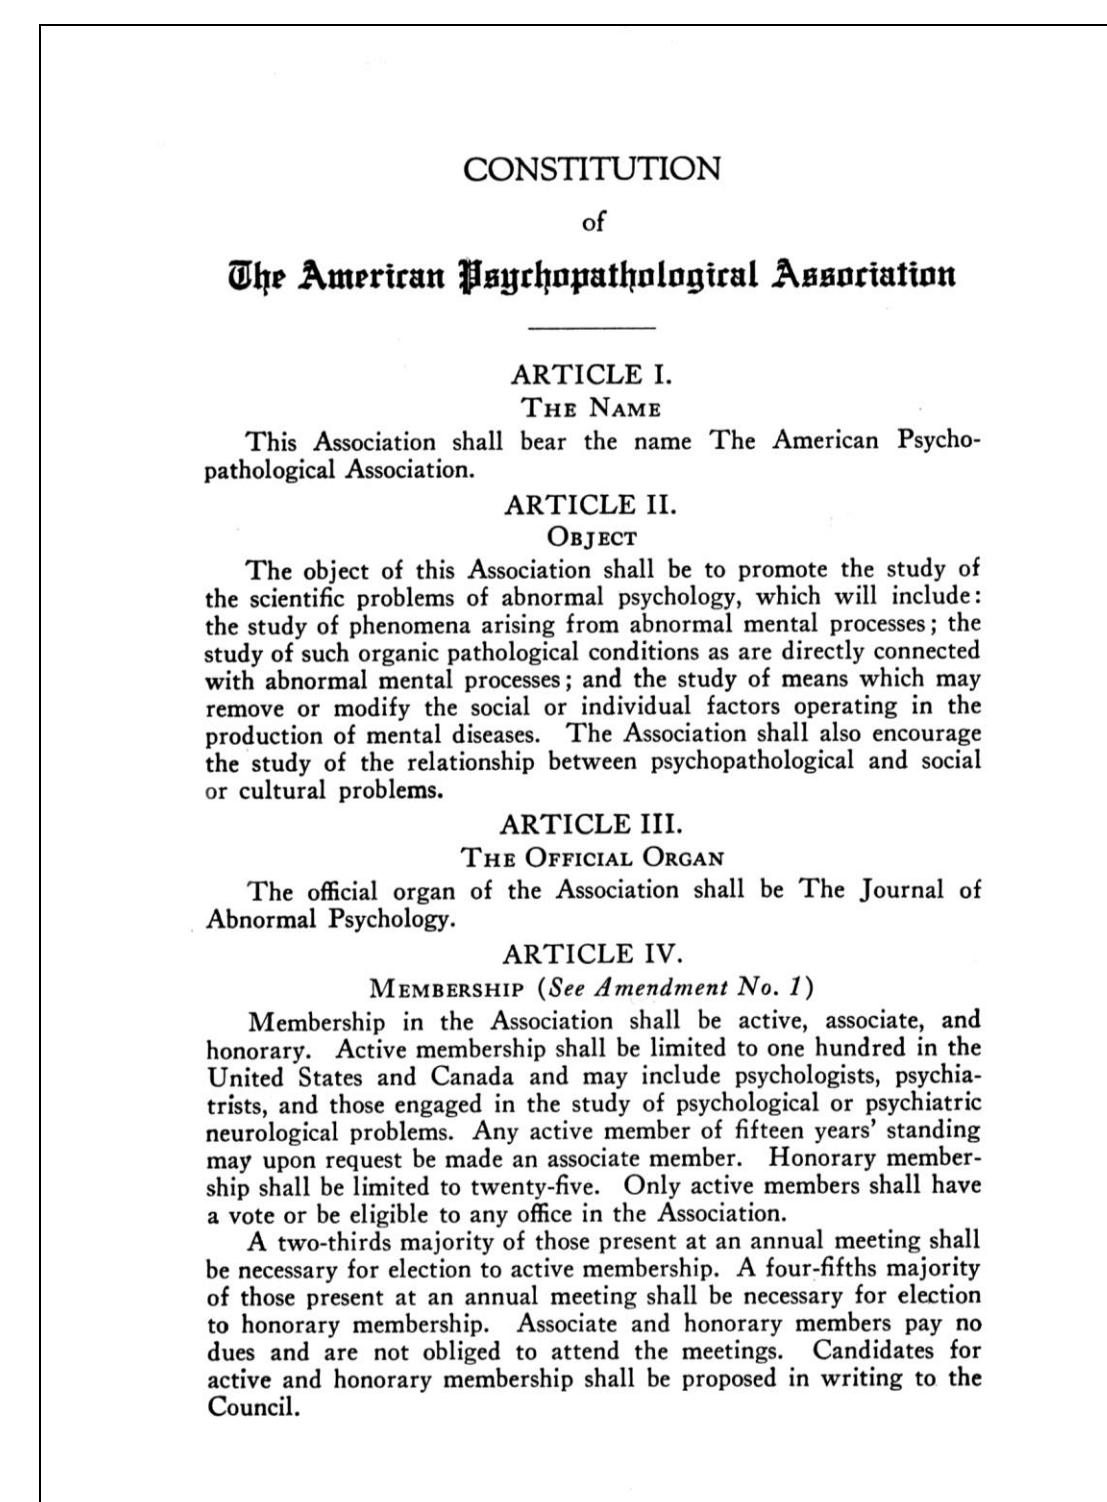 CONSTITUTION
of
The American Psychopathological Association
ARTICLE I.
THE NAME
This Association shall bear the name The American Psycho-
pathological Association.
ARTICLE II.
OBJECT
The object of this Association shall be to promote the study of
the scientific problems of abnormal psychology, which will include:
the study of phenomena arising from abnormal mental processes; the
study of such organic pathological conditions as are directly connected
with abnormal mental processes; and the study of means which may
remove or modify the social or individual factors operating in the
production of mental diseases. The Association shall also encourage
the study of the relationship between psychopathological and social
or cultural problems.
ARTICLE III.
THE OFFICIAL ORGAN
The official organ of the Association shall be The Journal of
Abnormal Psychology.
ARTICLE IV.
MEMBERSHIP (See Amendment No. 1)
Membership in the Association shall be active, associate, and
honorary. Active membership shall be limited to one hundred in the
United States and Canada and may include psychologists, psychia-
trists, and those engaged in the study of psychological or psychiatric
neurological problems. Any active member of fifteen years' standing
may upon request be made an associate member. Honorary member-
ship shall be limited to twenty-five. Only active members shall have
a vote or be eligible to any office in the Association.
A two-thirds majority of those present at an annual meeting shall
be necessary for election to active membership. A four-fifths majority
of those present at an annual meeting shall be necessary for election
to honorary membership. Associate and honorary members pay no
dues and are not obliged to attend the meetings. Candidates for
active and honorary membership shall be proposed in writing to the
Council.